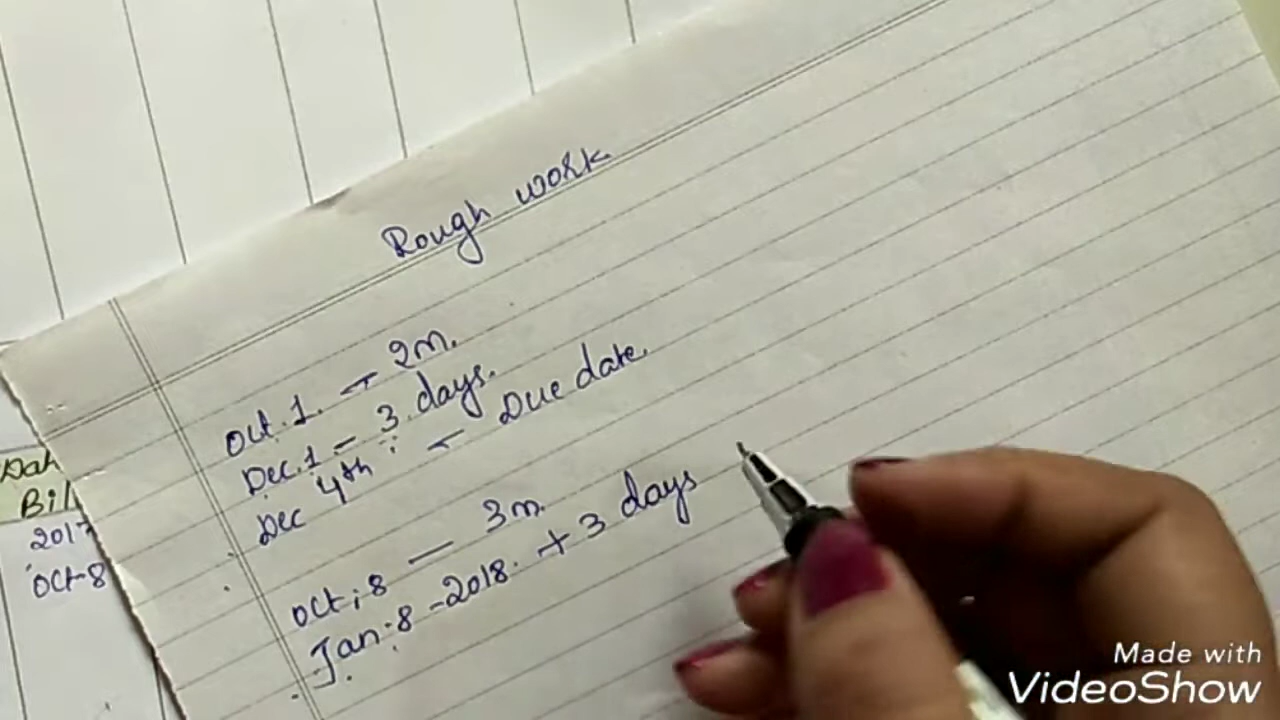 Rough work
Oct. 1. - 2m.
Dec. 1 - 3 days.
Dec 4th - Due date.
Oct; 8 - 3m.
Jan. 8 - 2018. + 3 days
Bil
2017
Oct-8
Made with
VideoShow